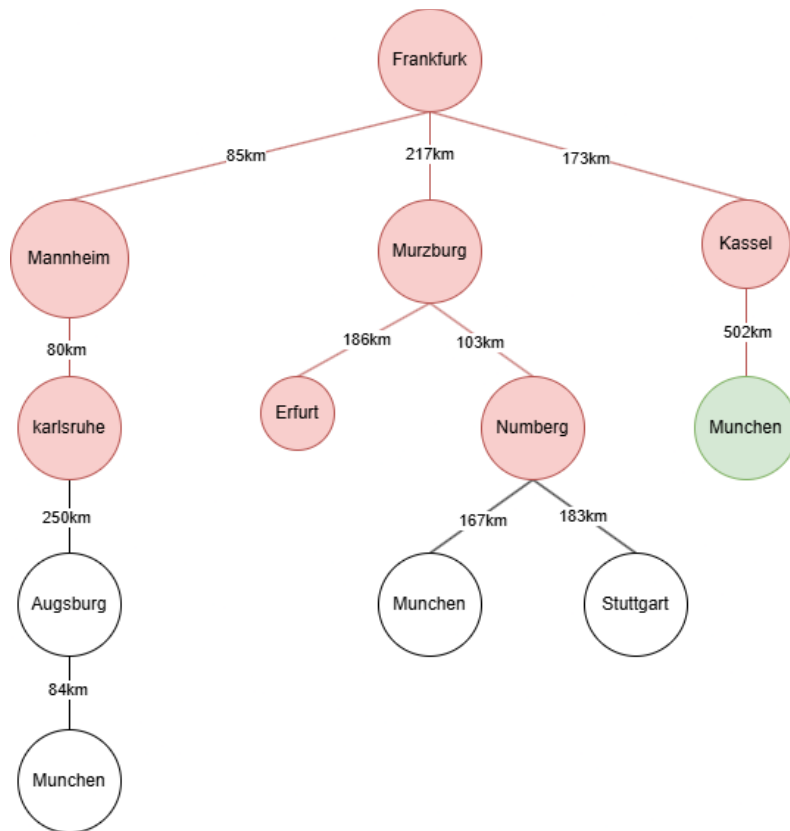 Frankfurk
85km
217km
173km
Mannheim
Murzburg
Kassel
80km
186km
103km
502km
karlsruhe
Erfurt
Numberg
Munchen
250km
167km
183km
Augsburg
Munchen
Stuttgart
84km
Munchen